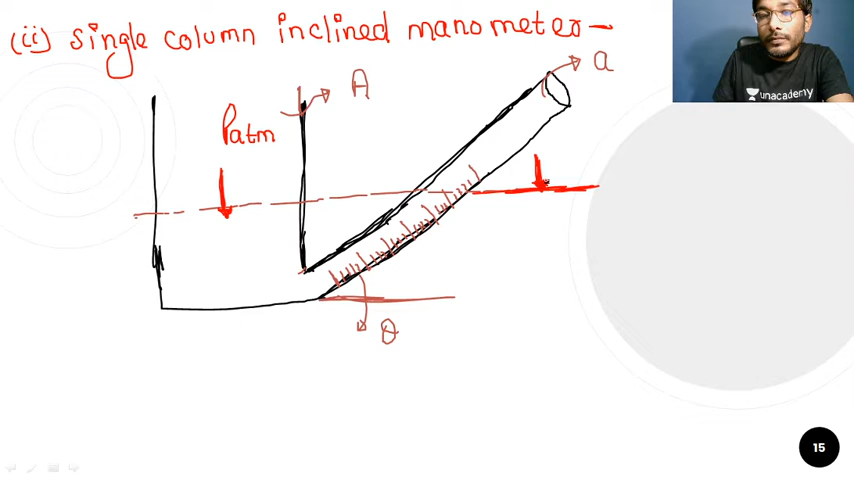 (ii) Single column inclined manometer-
unacademy
A
a
Patm
θ
15